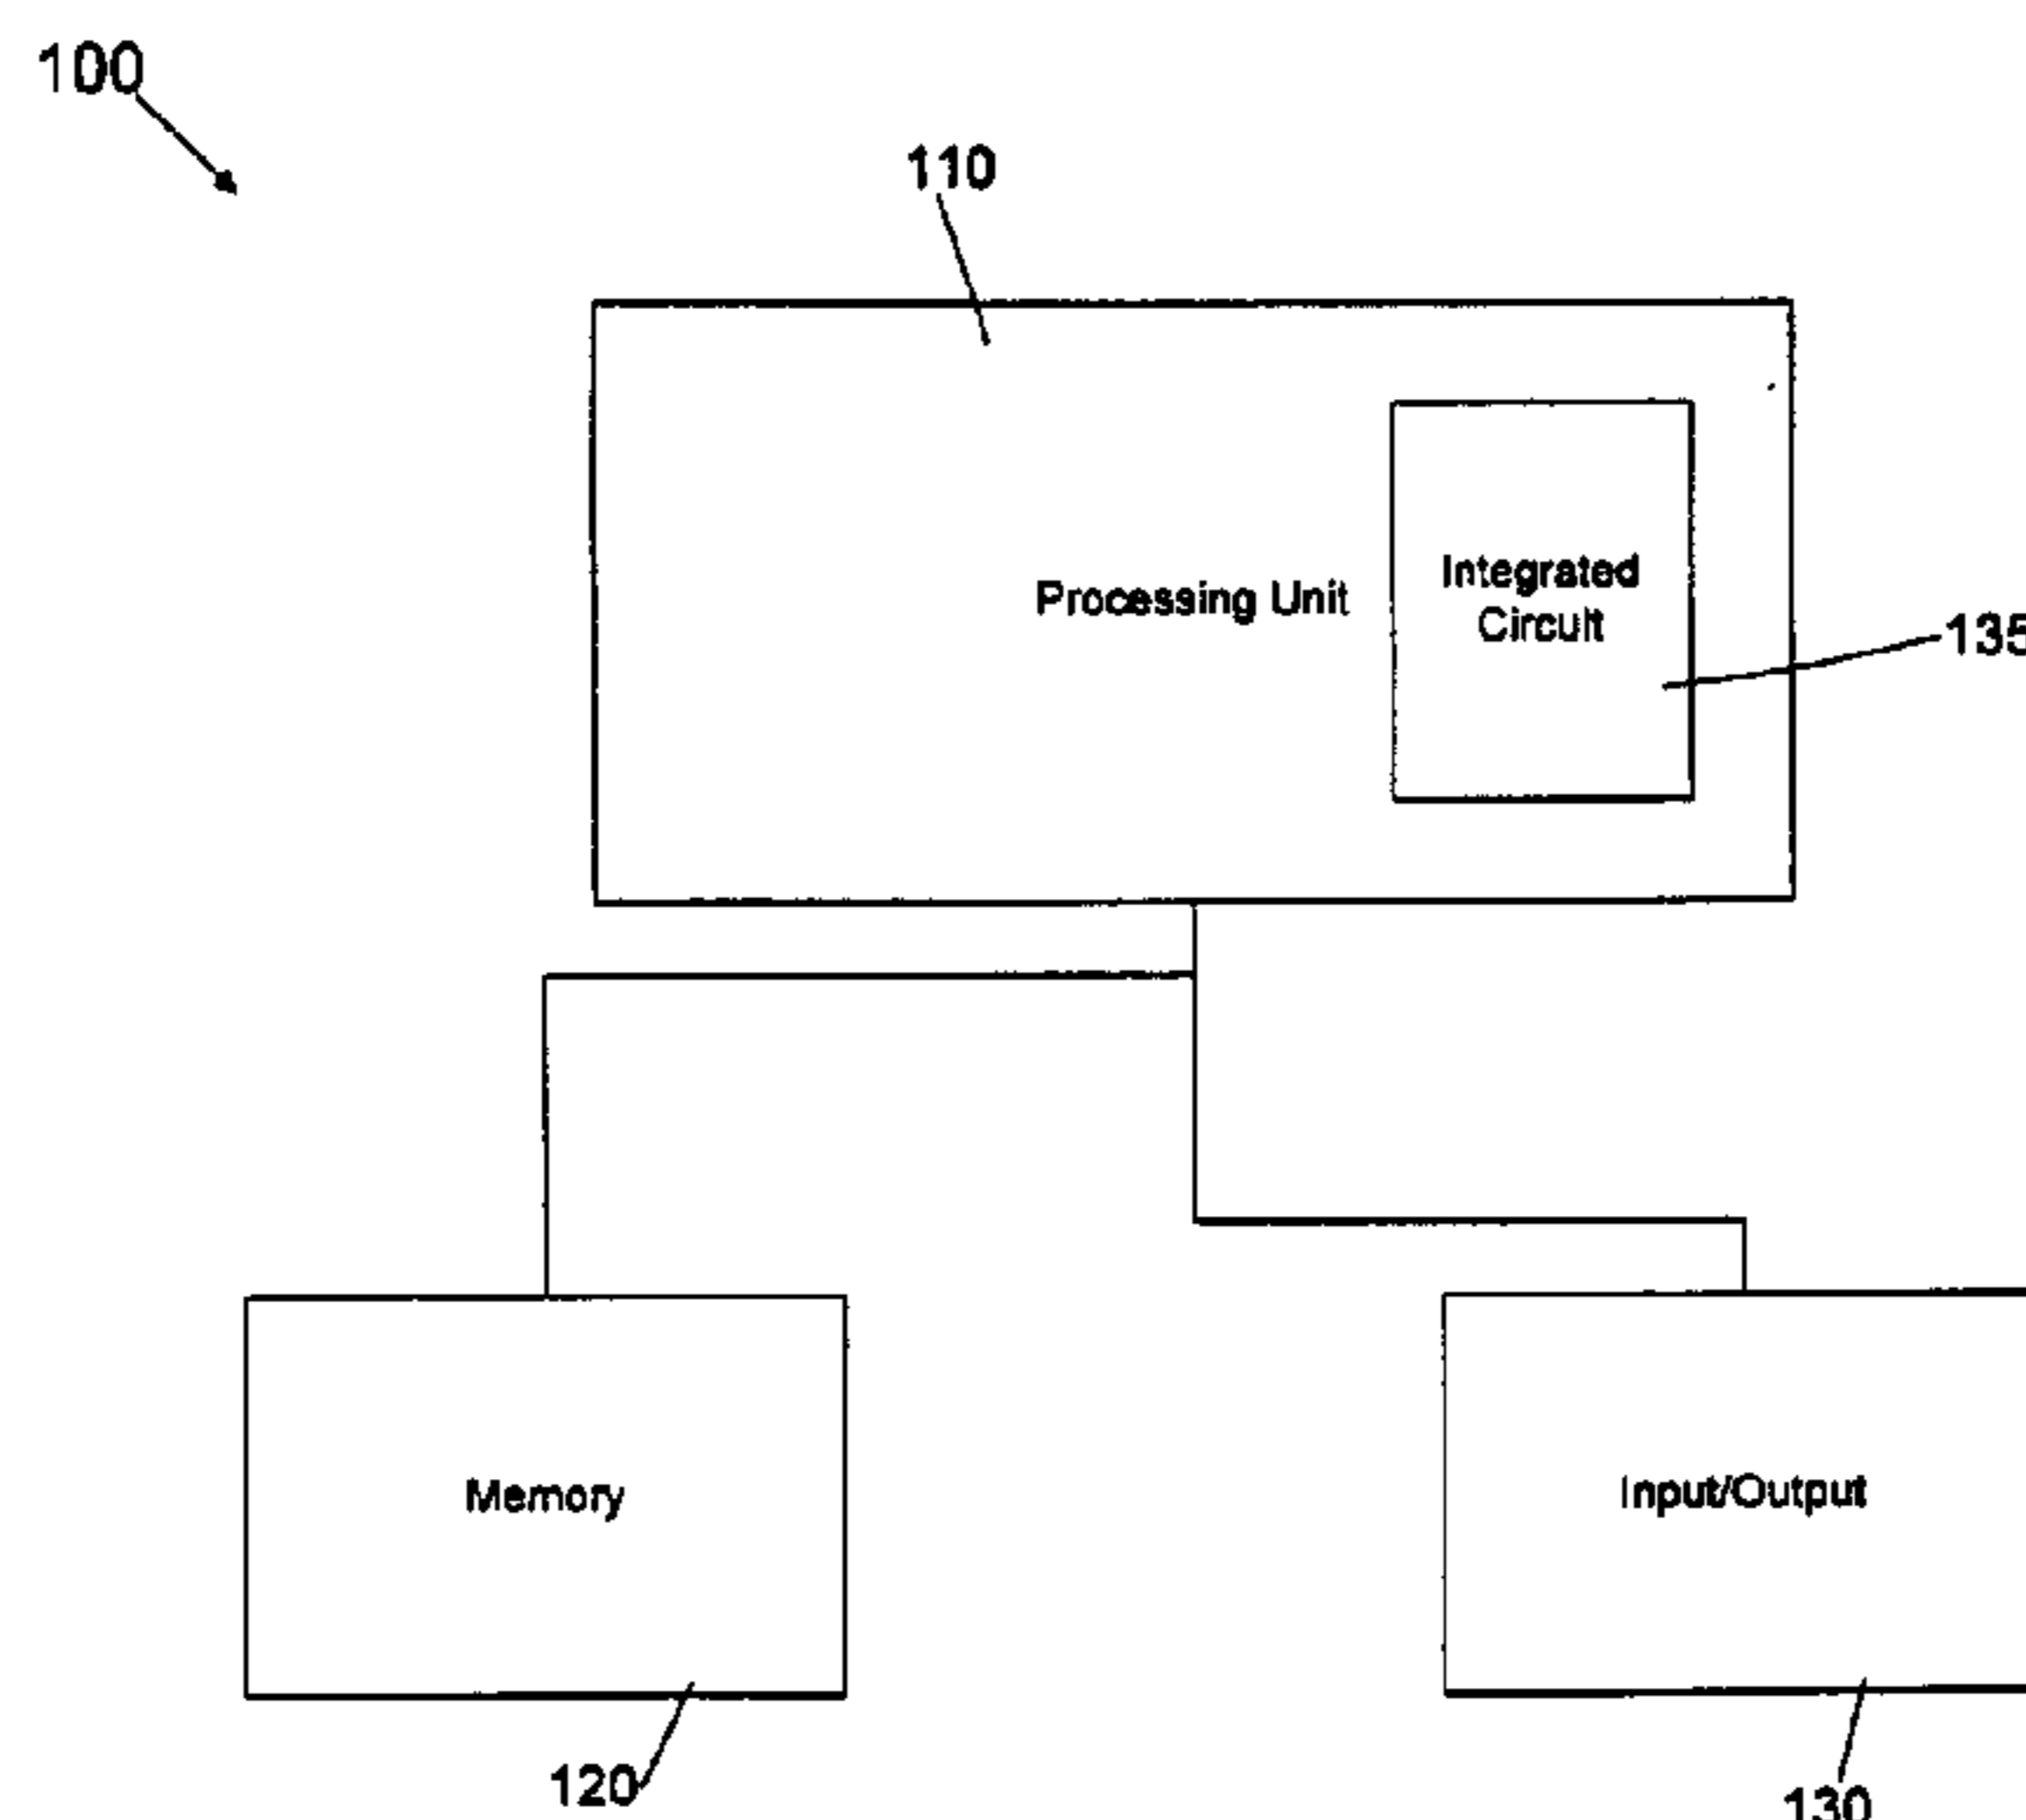 100
110
Processing Unit
Integrated
Circuit
135
Memory
Input/Output
120
130